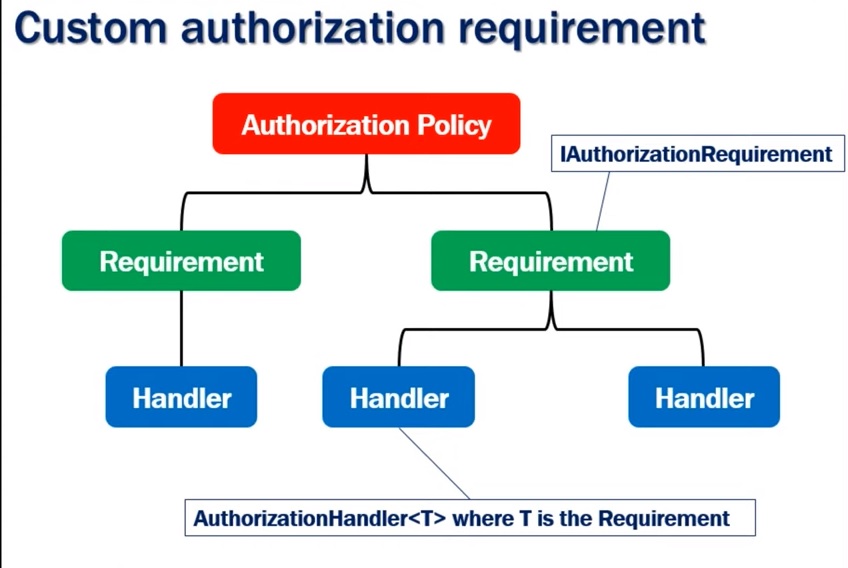 Custom authorization requirement
Authorization Policy
IAuthorizationRequirement
Requirement
Requirement
Handler
Handler
Handler
AuthorizationHandler<T> where T is the Requirement